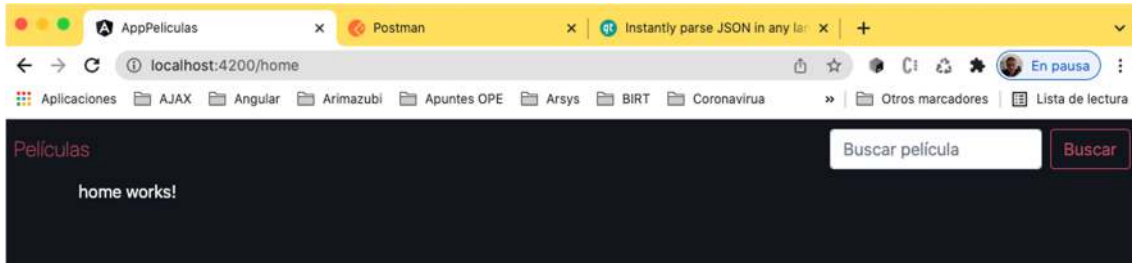 AppPeliculas
Postman
Instantly parse JSON in any lan
localhost:4200/home
En pausa
Aplicaciones AJAX Angular Arimazubi Apuntes OPE Arsys BIRT Coronavirua » Otros marcadores Lista de lectura
Películas Buscar película Buscar
home works!